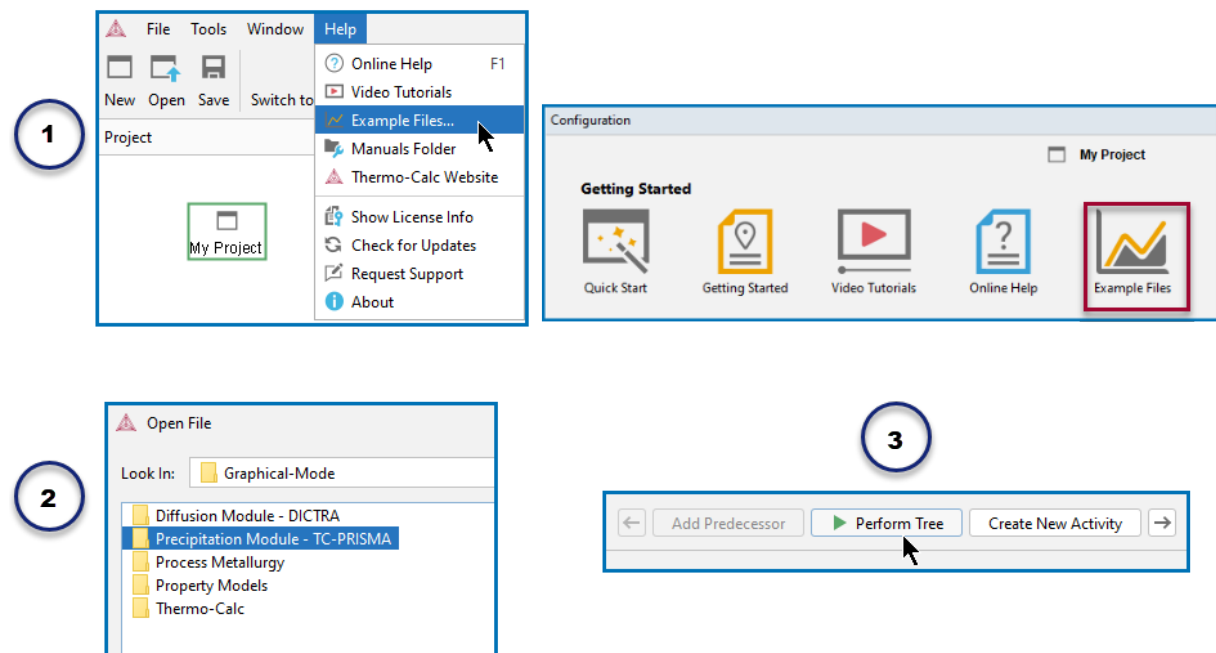 File Tools Window Help
New Open Save Switch to
Project
My Project
Online Help F1
Video Tutorials
Example Files...
Manuals Folder
Thermo-Calc Website
Show License Info
Check for Updates
Request Support
About
1
Configuration
My Project
Getting Started
Quick Start Getting Started Video Tutorials Online Help Example Files
2
Open File
Look In: Graphical-Mode
Diffusion Module - DICTRA
Precipitation Module - TC-PRISMA
Process Metallurgy
Property Models
Thermo-Calc
3
Add Predecessor Perform Tree Create New Activity